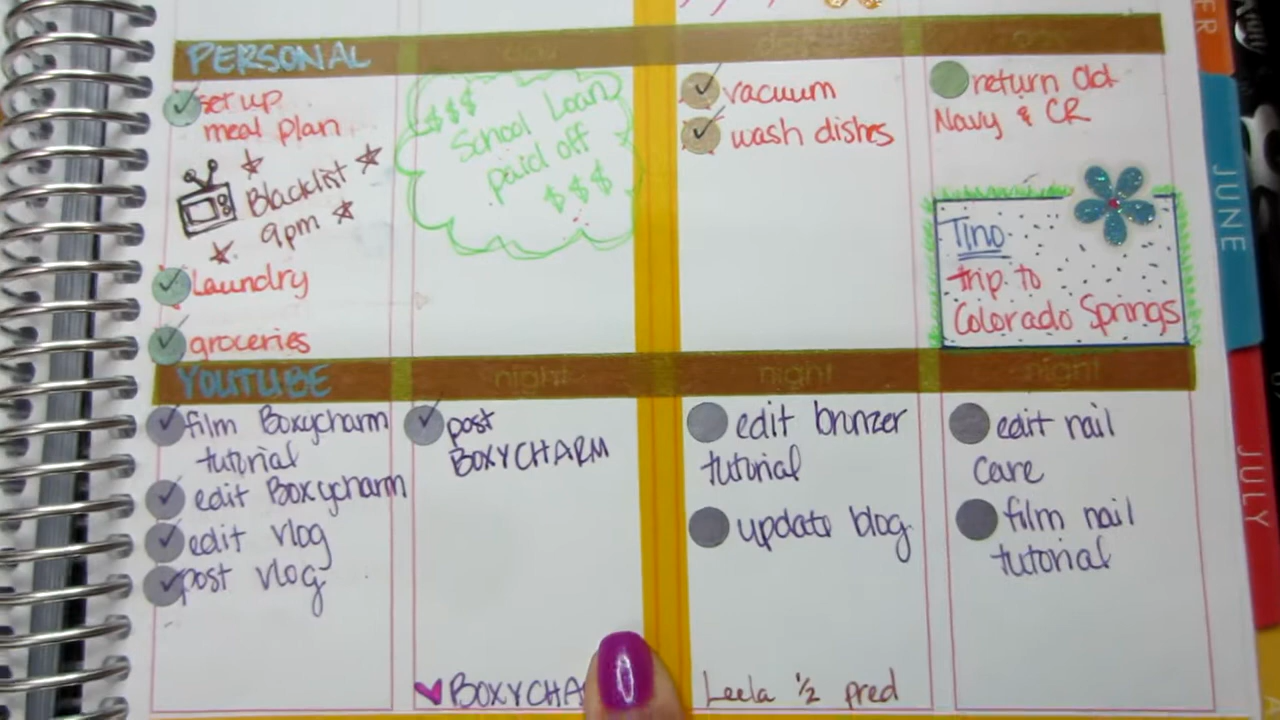 PERSONAL
set up
meal plan
Blacklist
9pm
Laundry
groceries
$$$
School Loan
paid off
$$$
vacuum
wash dishes
return Old
Navy & CR
Tino
trip to
Colorado Springs
YOUTUBE
night
night
night
film Boxycharm
tutorial
edit Boxycharm
edit vlog
post vlog
post
BOXYCHARM
BOXYCHA
edit bronzer
tutorial
update blog
Leela 1/2 pred
edit nail
care
film nail
tutorial
JUNE
JULY